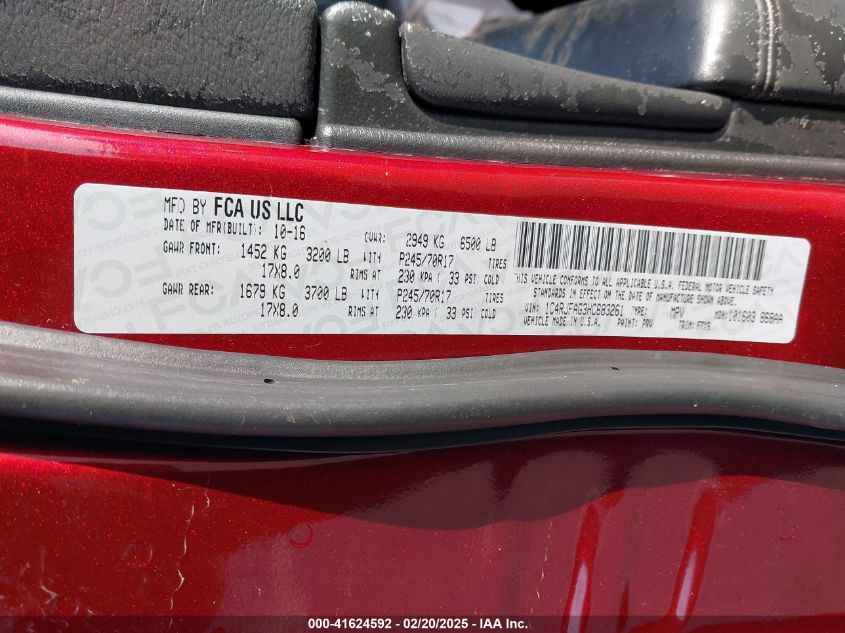 MFD BY FCA US LLC
DATE OF MFR(BUILT): 10-16 GVWR: 2949 KG 6500 LB
GAWR FRONT: 1452 KG 3200 LB WITH P245/70R17 TIRES
17X8.0 RIMS AT 230 KPA ( 33 PSI) COLD
GAWR REAR: 1679 KG 3700 LB WITH P245/70R17 TIRES
17X8.0 RIMS AT 230 KPA ( 33 PSI) COLD
THIS VEHICLE CONFORMS TO ALL APPLICABLE U.S.A. FEDERAL MOTOR VEHICLE SAFETY
STANDARDS IN EFFECT ON THE DATE OF MANUFACTURE SHOWN ABOVE.
VIN: 1C4RJFAG3HC683261 TYPE: MPV MDH: 101603
VEHICLE MADE IN U.S.A. PAINT: PRV TRIM:
000-41624592 - 02/20/2025 - IAA Inc.